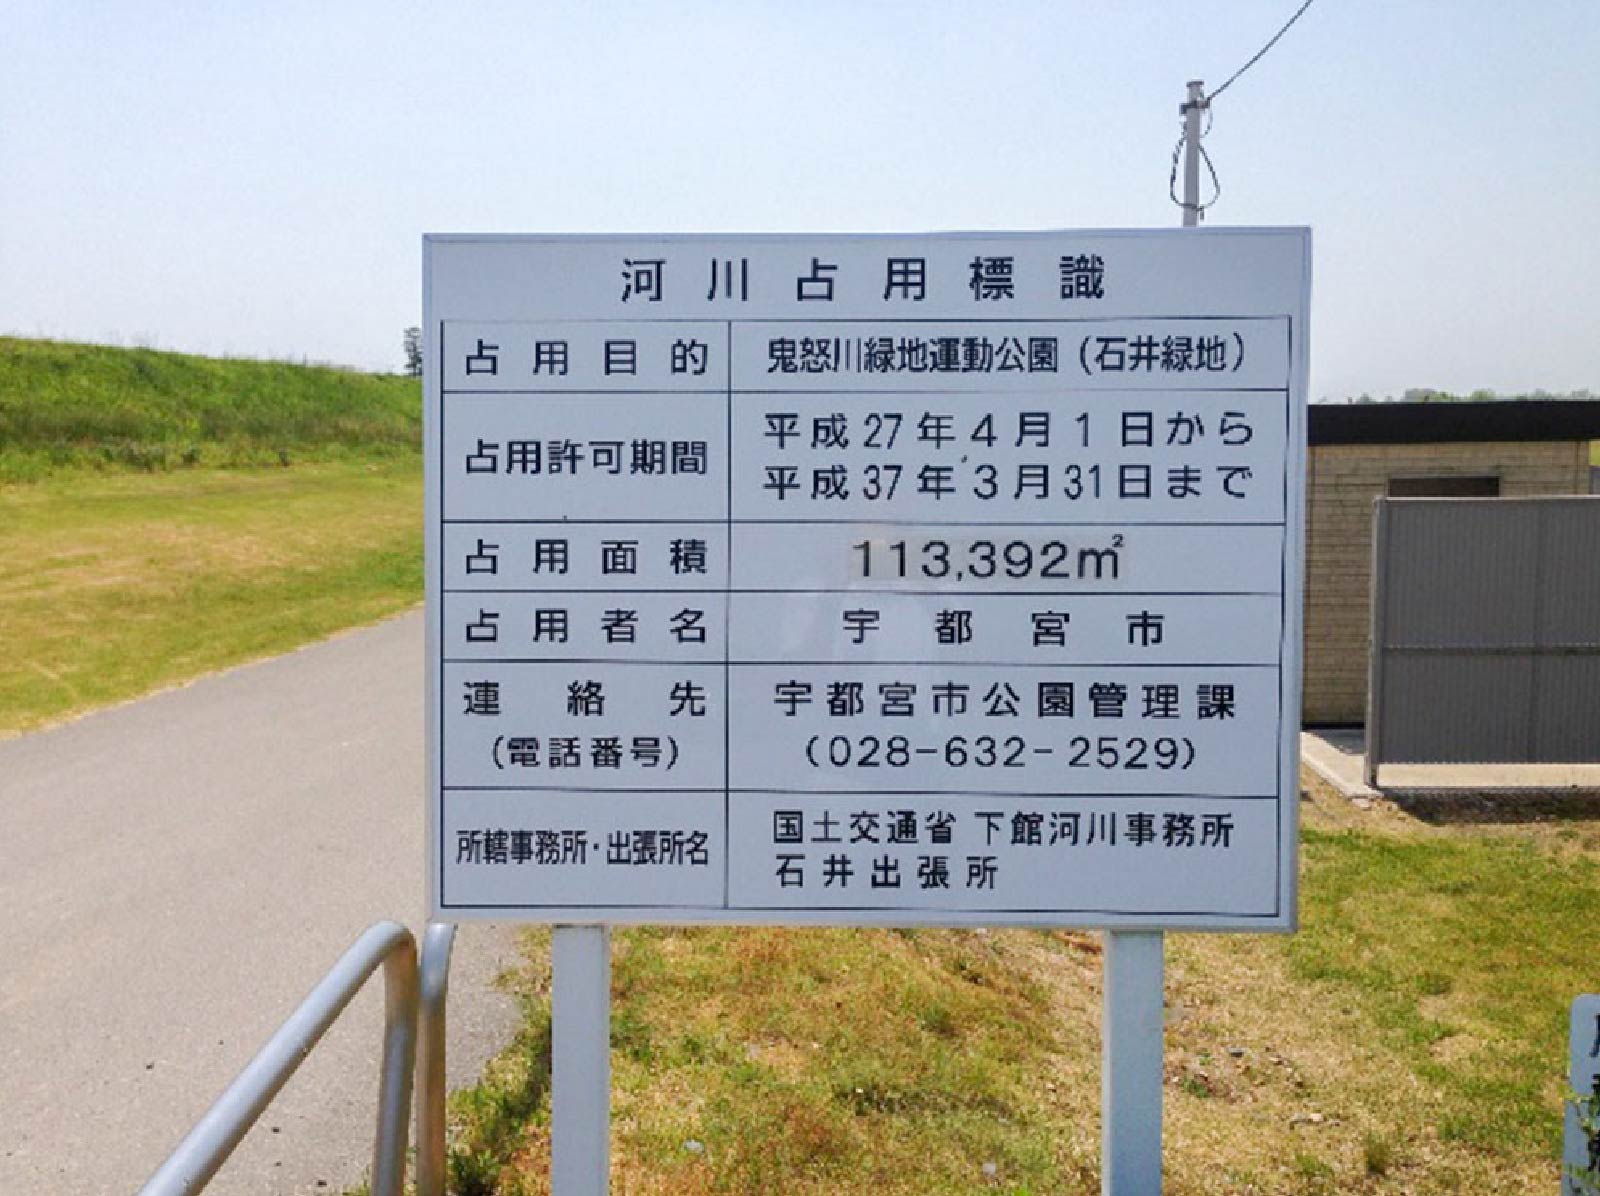 河川占用標識
占用目的 鬼怒川緑地運動公園（石井緑地）
占用許可期間 平成27年4月1日から
平成37年3月31日まで
占用面積 113,392㎡
占用者名 宇都宮市
連絡先 宇都宮市公園管理課
（電話番号） （028-632-2529）
所轄事務所・出張所名 国土交通省 下館河川事務所
石井出張所